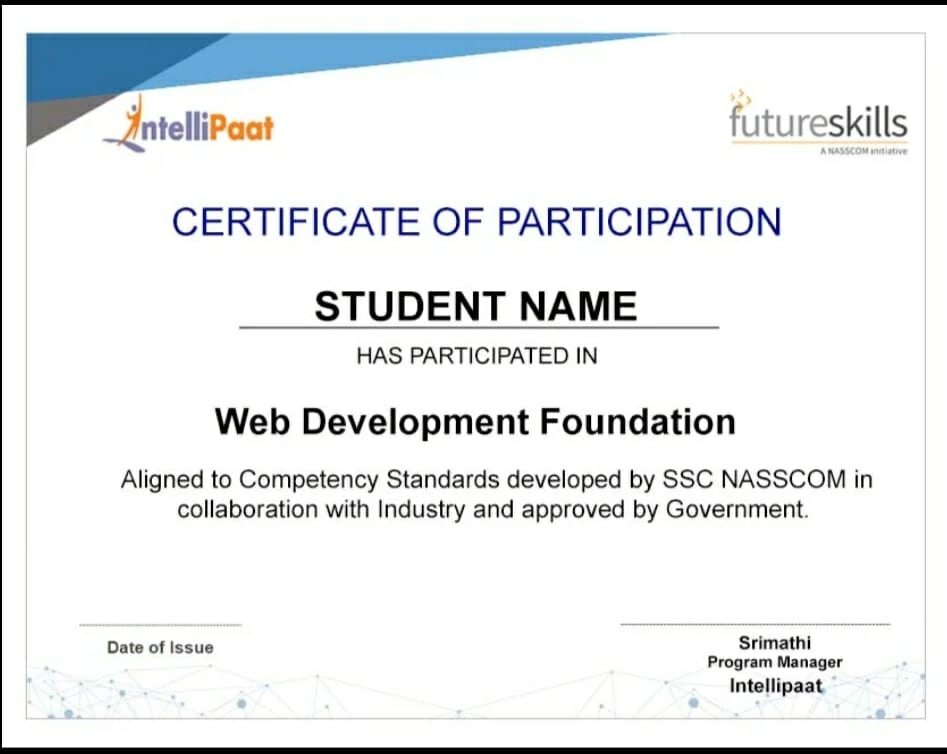 IntelliPaat
futureskills
A NASSCOM initiative
CERTIFICATE OF PARTICIPATION
STUDENT NAME
HAS PARTICIPATED IN
Web Development Foundation
Aligned to Competency Standards developed by SSC NASSCOM in
collaboration with Industry and approved by Government.
Date of Issue
Srimathi
Program Manager
Intellipaat